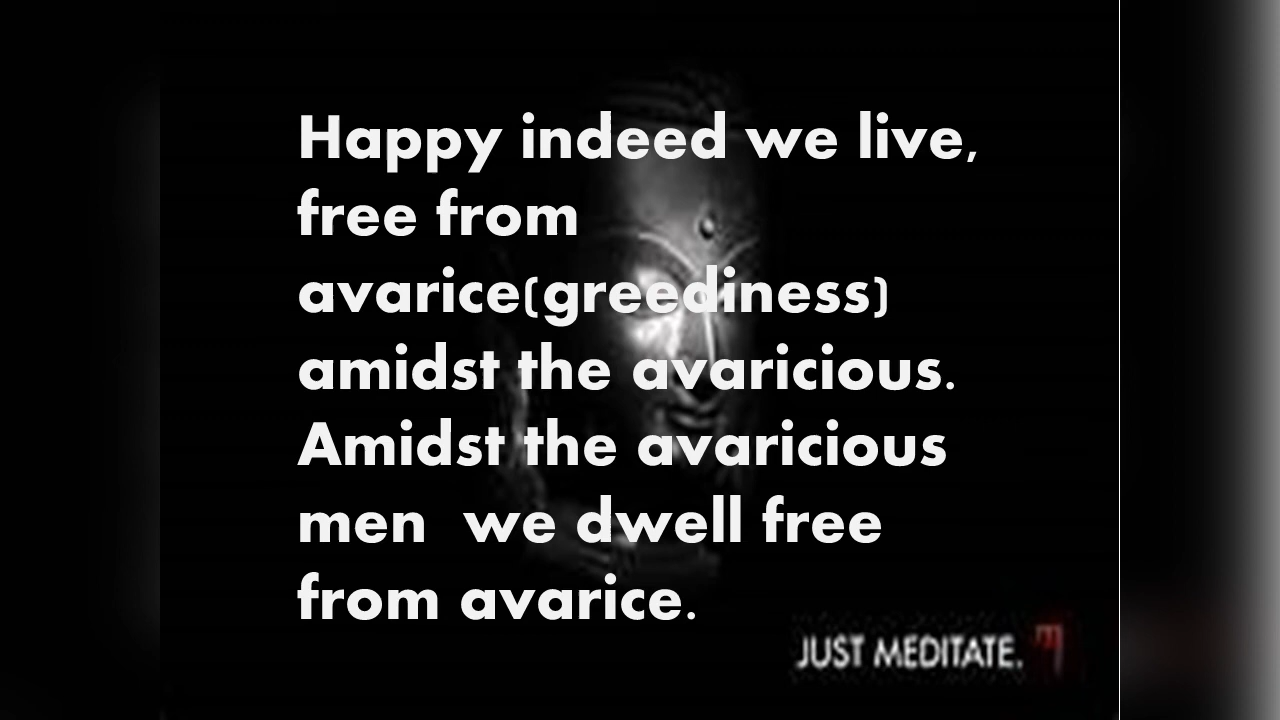 Happy indeed we live,
free from
avarice(greediness)
amidst the avaricious.
Amidst the avaricious
men  we dwell free
from avarice.
JUST MEDITATE.